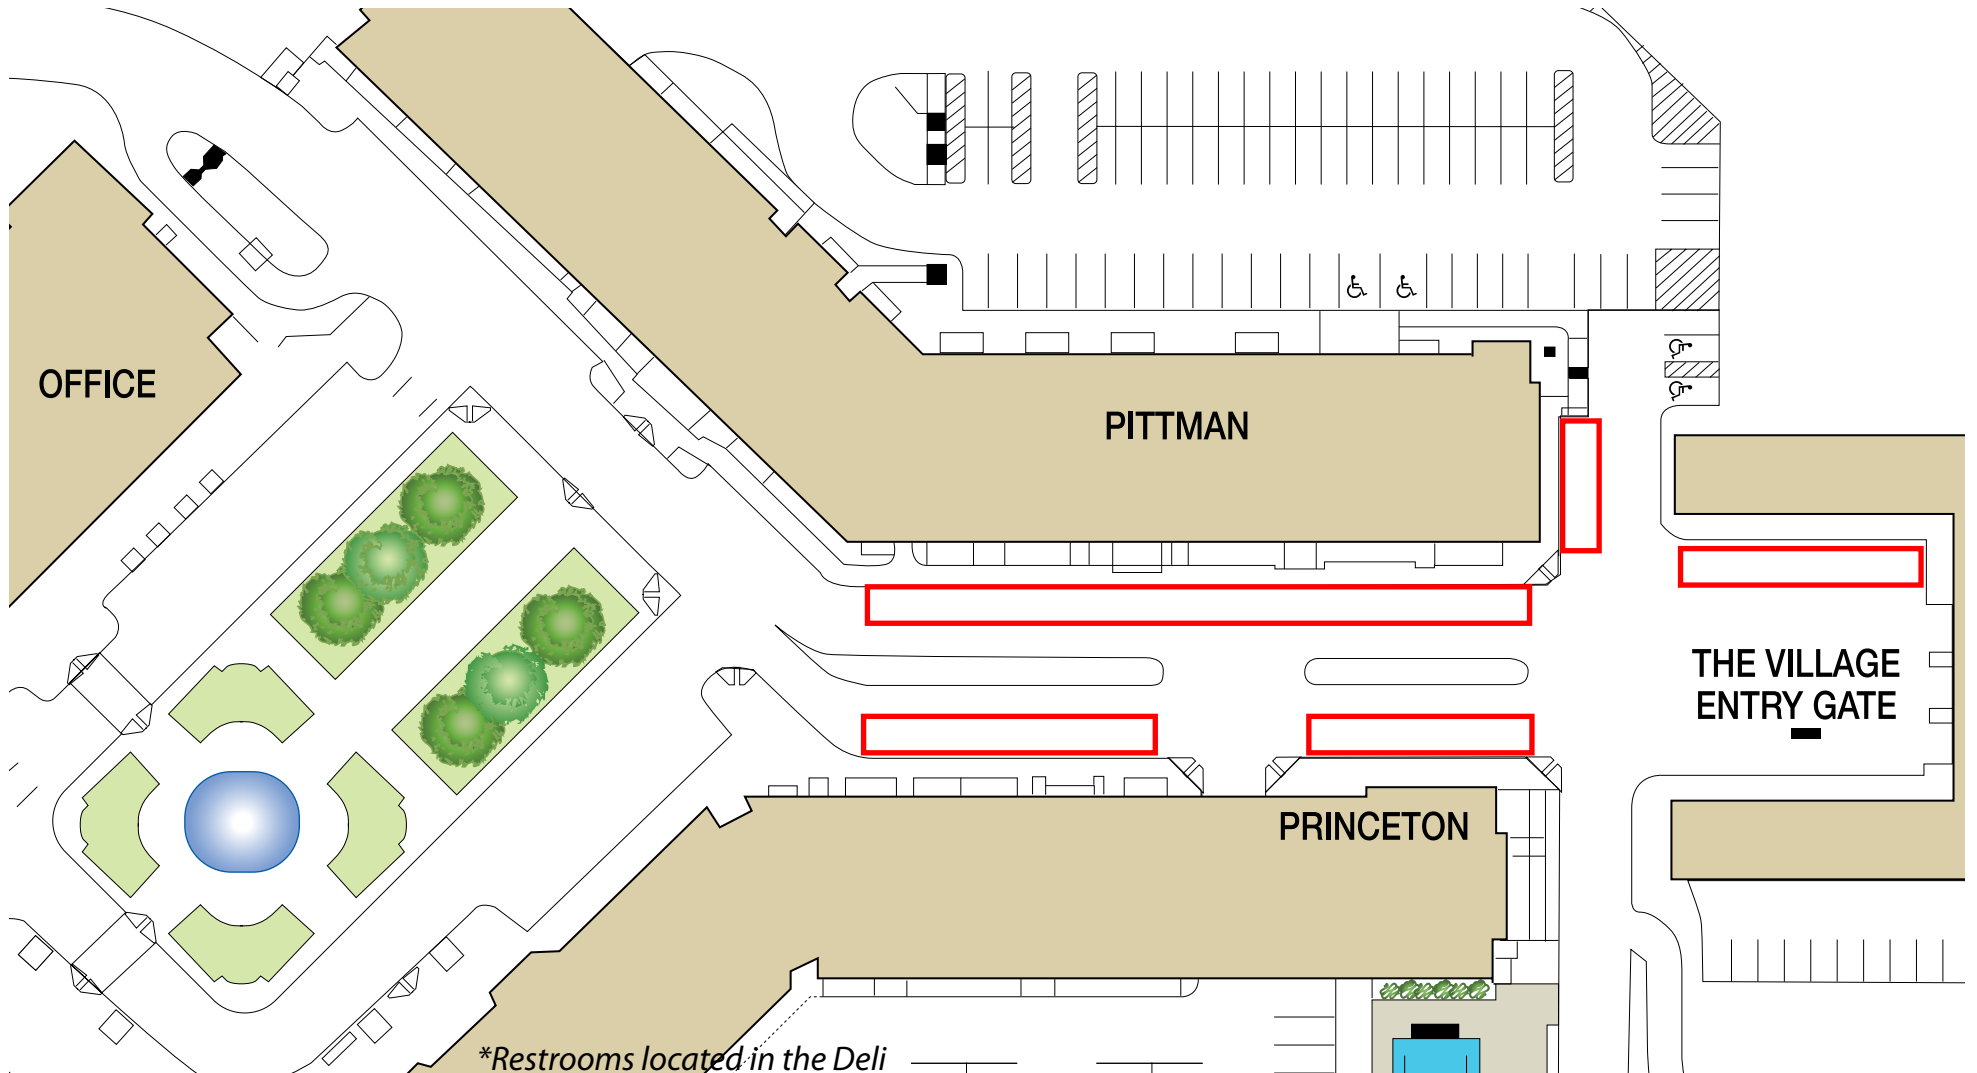 OFFICE
PITTMAN
THE VILLAGE
ENTRY GATE
PRINCETON
*Restrooms located in the Deli